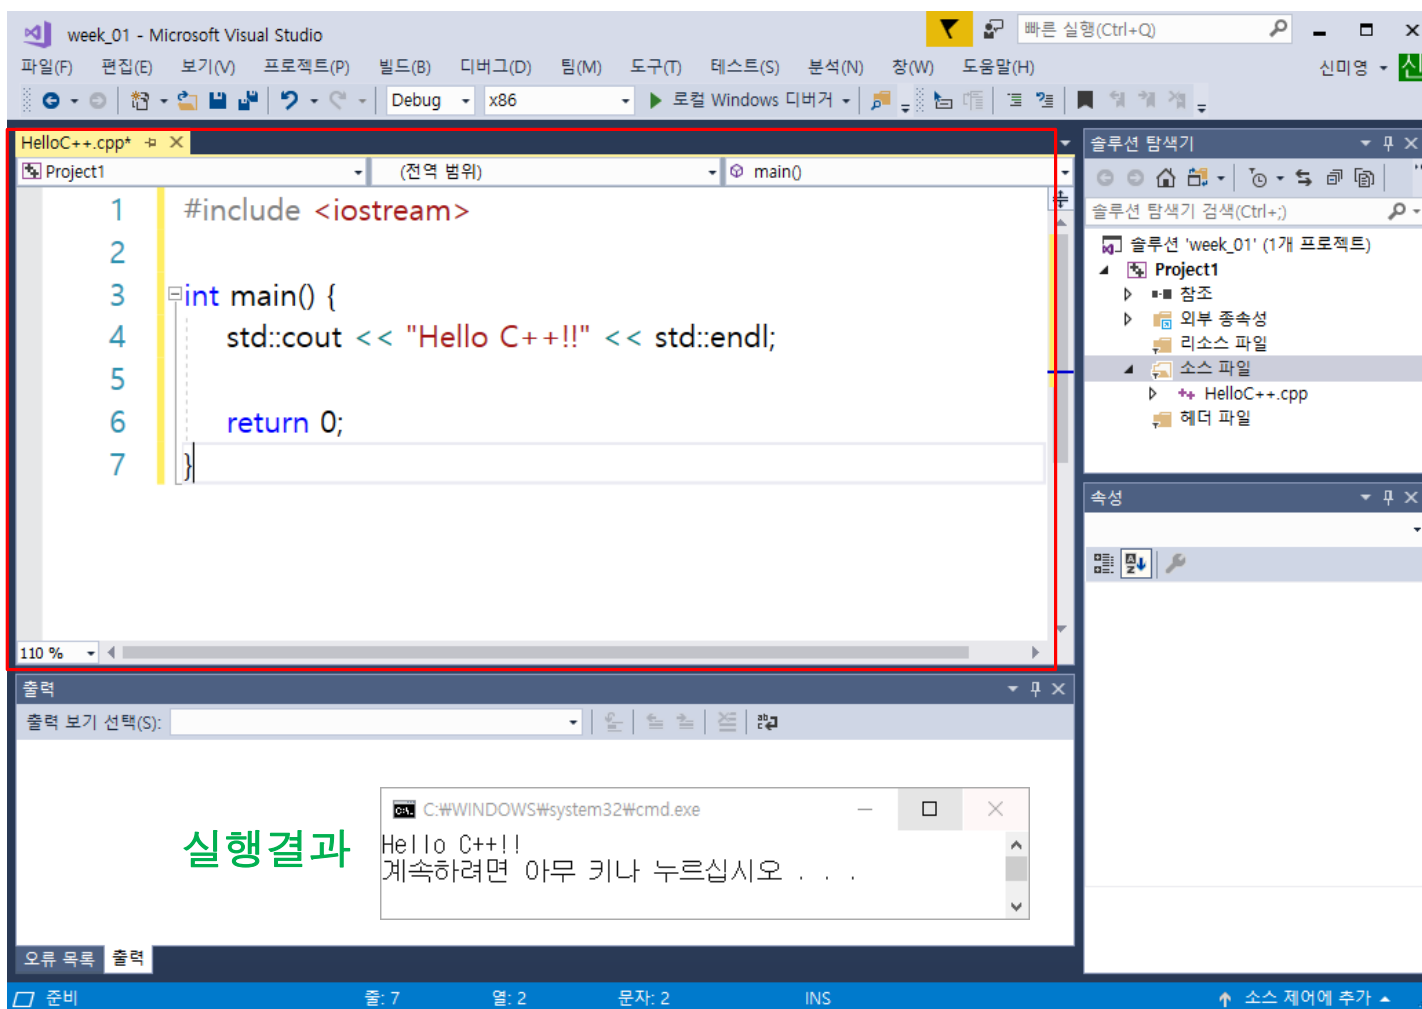 week_01 - Microsoft Visual Studio
빠른 실행(Ctrl+Q)
파일(F) 편집(E) 보기(V) 프로젝트(P) 빌드(B) 디버그(D) 팀(M) 도구(T) 테스트(S) 분석(N) 창(W) 도움말(H)
신미영 신
Debug x86 로컬 Windows 디버거
HelloC++.cpp*
Project1 (전역 범위) main()
1 #include <iostream>
2
3 int main() {
4 std::cout << "Hello C++!!" << std::endl;
5
6 return 0;
7 }
110 %
솔루션 탐색기
솔루션 탐색기 검색(Ctrl+;)
솔루션 'week_01' (1개 프로젝트)
Project1
참조
외부 종속성
리소스 파일
소스 파일
HelloC++.cpp
헤더 파일
속성
출력
출력 보기 선택(S):
실행결과
C:₩WINDOWS₩system32₩cmd.exe
Hello C++!!
계속하려면 아무 키나 누르십시오 . . .
오류 목록 출력
준비 줄: 7 열: 2 문자: 2 INS 소스 제어에 추가